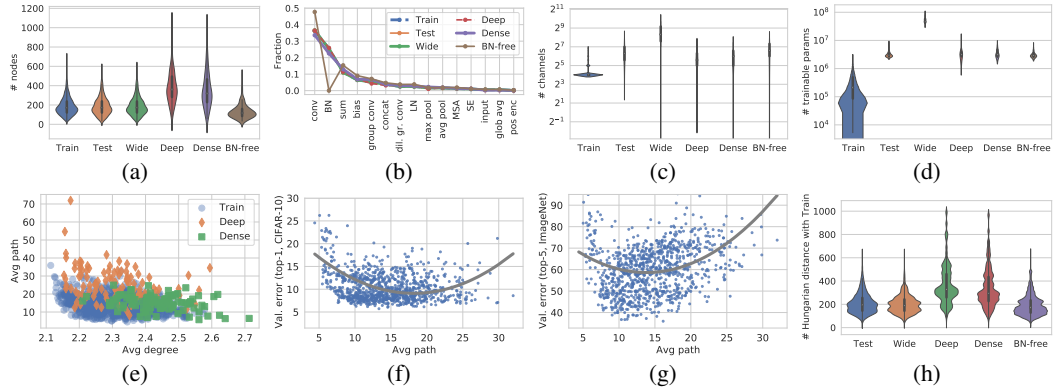 # nodes
1200
1000
800
600
400
200
0
Train Test Wide Deep Dense BN-free
(a)
Fraction
0.5
0.4
0.3
0.2
0.1
0.0
Train
Test
Wide
Deep
Dense
BN-free
conv
BN
sum
bias
group conv
concat
dil. gr. conv
LN
max pool
avg pool
MSA
SE
input
glob avg
pos enc
(b)
# channels
2^11
2^9
2^7
2^5
2^3
2^1
2^-1
Train Test Wide Deep Dense BN-free
(c)
# trainable params
10^8
10^7
10^6
10^5
10^4
Train Test Wide Deep Dense BN-free
(d)
Avg path
70
60
50
40
30
20
10
Train
Deep
Dense
2.1 2.2 2.3 2.4 2.5 2.6 2.7
Avg degree
(e)
Val. error (top-1, CIFAR-10)
30
25
20
15
10
5
5 10 15 20 25 30
Avg path
(f)
Val. error (top-5, ImageNet)
90
80
70
60
50
40
5 10 15 20 25 30
Avg path
(g)
# Hungarian distance with Train
1000
800
600
400
200
0
Test Wide Deep Dense BN-free
(h)